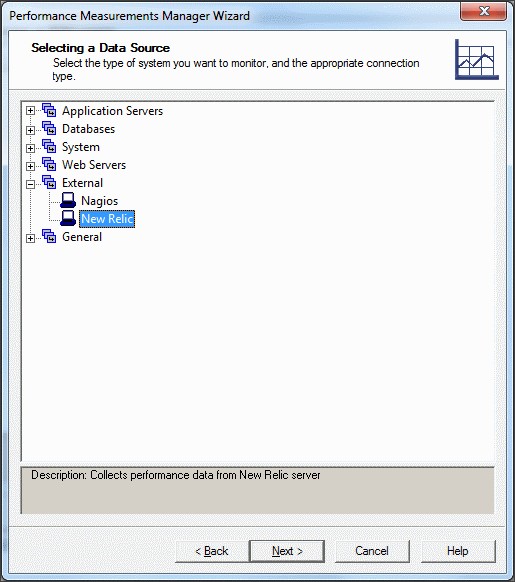 Performance Measurements Manager Wizard
Selecting a Data Source
Select the type of system you want to monitor, and the appropriate connection
type.
Application Servers
Databases
System
Web Servers
External
Nagios
New Relic
General
Description: Collects performance data from New Relic server
< Back
Next >
Cancel
Help